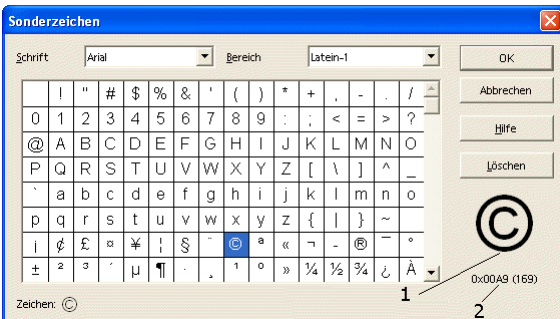 Sonderzeichen
Schrift Arial Bereich Latein-1 OK
! " # $ % & ' ( ) * + , - . / Abbrechen
0 1 2 3 4 5 6 7 8 9 : ; < = > ?
@ A B C D E F G H I J K L M N O Hilfe
P Q R S T U V W X Y Z [ \ ] ^ _ Löschen
` a b c d e f g h i j k l m n o
p q r s t u v w x y z { | } ~
¡ ¢ £ ¤ ¥ ¦ § ¨ © ª « ¬ - ® ¯ ° ©
± ² ³ ´ µ ¶ · ¸ ¹ º » ¼ ½ ¾ ¿ À
1 0x00A9 (169)
Zeichen: © 2